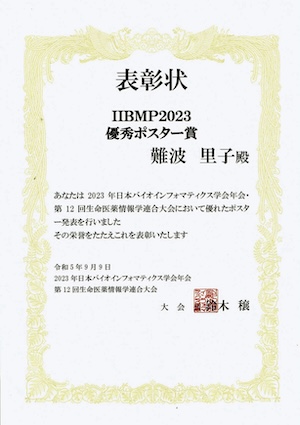 表彰状
IIBMP2023
優秀ポスター賞
難波 里子殿
あなたは 2023 年日本バイオインフォマティクス学会年会・
第 12 回生命医薬情報学連合大会において優れたポスタ
ー発表を行いました
その栄誉をたたえこれを表彰いたします
令和５年９月９日
2023 年日本バイオインフォマティクス学会年会
第 12 回生命医薬情報学連合大会
大 会 鈴木 穣